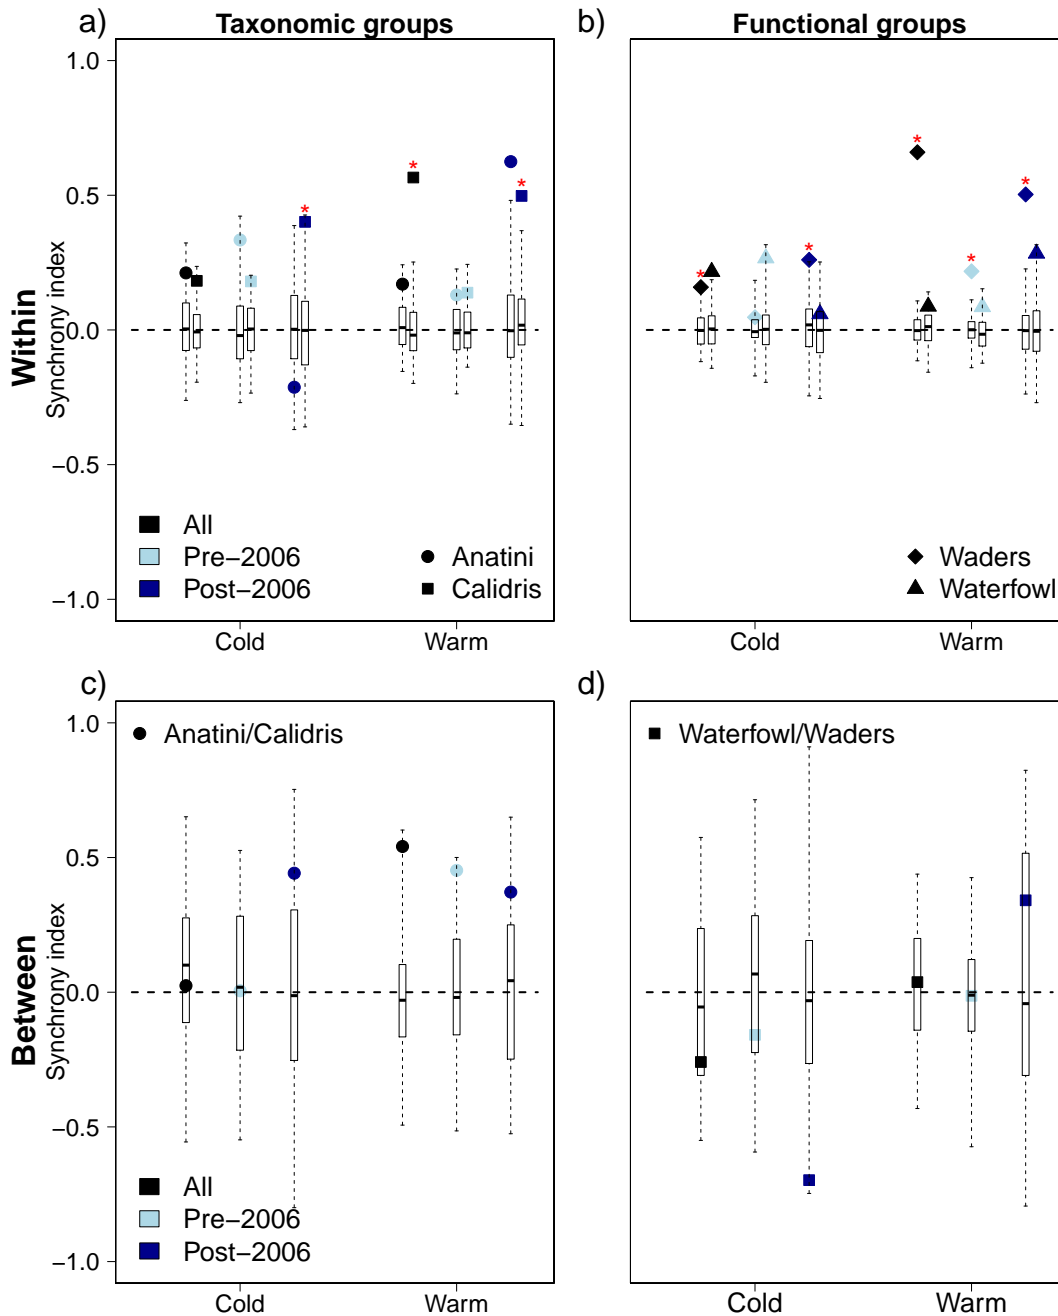 a)
Taxonomic groups
b)
Functional groups
Within
Synchrony index
1.0
0.5
0.0
−0.5
−1.0
* * *
* * * * *
All
Pre−2006
Post−2006
Anatini
Calidris
Waders
Waterfowl
Cold
Warm
Cold
Warm
c)
d)
Between
Synchrony index
1.0
0.5
0.0
−0.5
−1.0
Anatini/Calidris
Waterfowl/Waders
All
Pre−2006
Post−2006
Cold
Warm
Cold
Warm